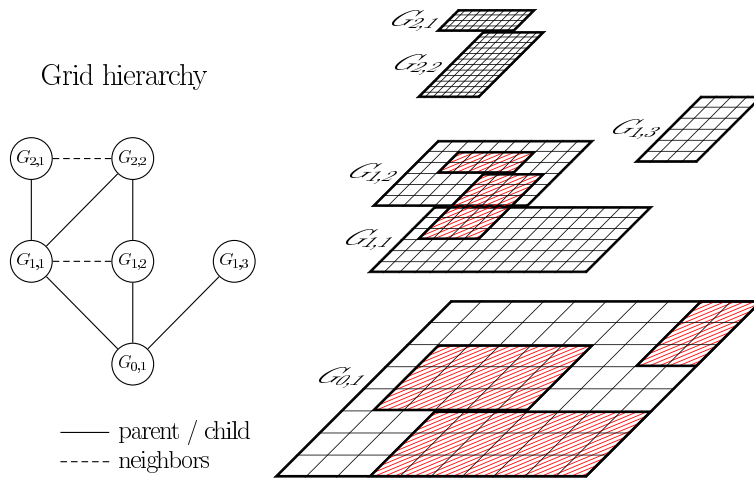 Grid hierarchy
G2,1
G2,2
G1,1
G1,2
G1,3
G0,1
parent / child
neighbors
G2,1
G2,2
G1,3
G1,2
G1,1
G0,1